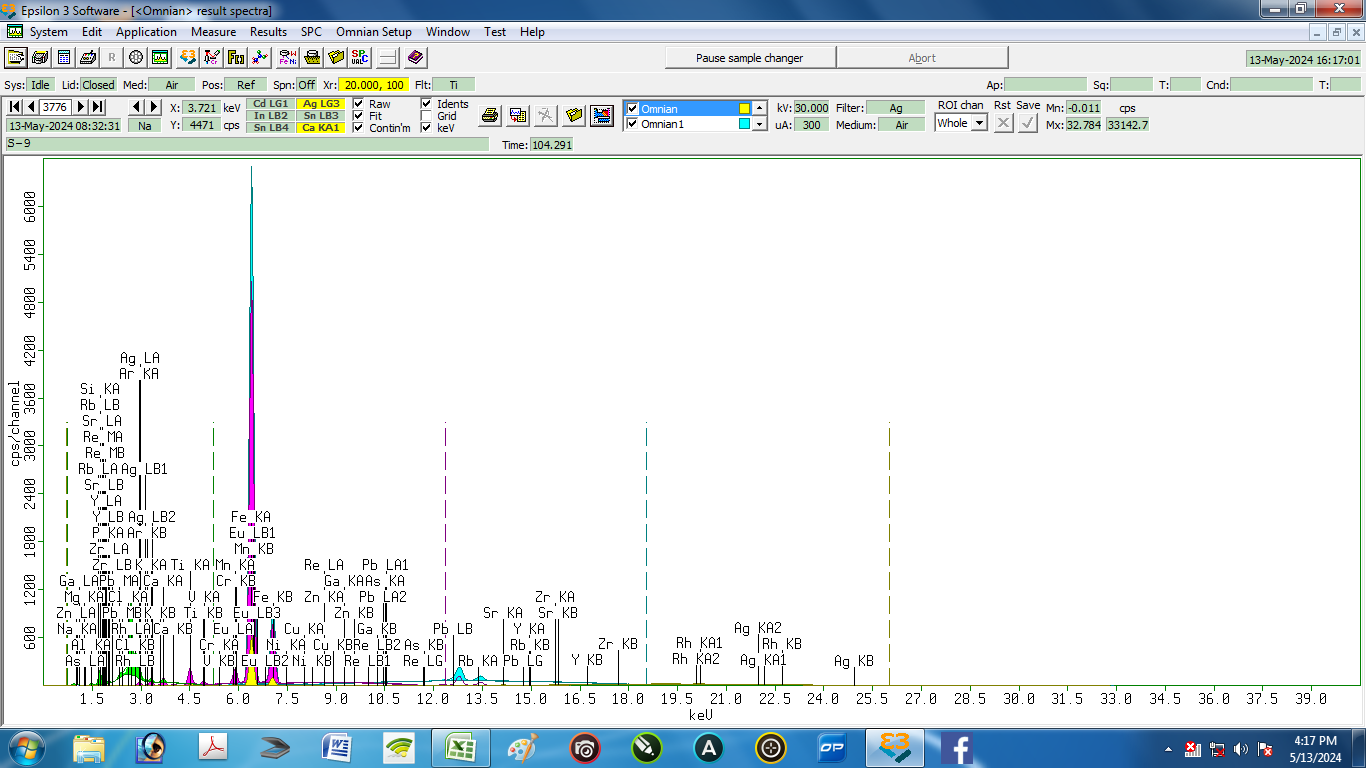 Epsilon 3 Software - [<Omnian> result spectra]
System Edit Application Measure Results SPC Omnian Setup Window Test Help
Pause sample changer Abort 13-May-2024 16:17:01
Sys: Idle Lid: Closed Med: Air Pos: Ref Spn: Off Xr: 20.000, 100 Flt: Ti Ap: Sq: T: Cnd: T:
3776 X: 3.721 keV Cd LG1 Ag LG3 Raw Idents Omnian kV: 30.000 Filter: Ag ROI chan Rst Save Mn: -0.011 cps
In LB2 Sn LB3 Fit Grid
13-May-2024 08:32:31 Na Y: 4471 cps Sn LB4 Ca KA1 Contin'm keV Omnian1 uA: 300 Medium: Air Whole Mx: 32.784 33142.7
S-9 Time: 104.291
6000
5400
4800
4200
3600
3000
2400
1800
1200
600
cps/channel
Ag LA
Ar KA
Si KA
Rb LB
Sr LA
Re MA
Re MB
Rb LA Ag LB1
Sr LB
Y LA
Y LB Ag LB2 Fe KA
P KA Ar KB Eu LB1
Zr LA Mn KB
Zr LB K KA Ti KA Mn KA Re LA Pb LA1
Ga LA Pb MA Ca KA Cr KB Ga KA As KA
Mg KA Cl KA V KA Fe KB Zn KA Pb LA2 Zr KA
Zn LA Pb MB K KB Ti KB Eu LB3 Zn KB Sr KA Sr KB
Na KA Rh LA Ca KB Eu LA Cu KA Ga KB Pb LB Y KA Ag KA2
Al KA Cl KB Cr KA Ni KA Cu KB Re LB2 As KB Rb KB Zr KB Rh KA1 Rh KB
As LA Rh LB V KB Eu LB2 Ni KB Re LB1 Re LG Rb KA Pb LG Y KB Rh KA2 Ag KA1 Ag KB
1.5 3.0 4.5 6.0 7.5 9.0 10.5 12.0 13.5 15.0 16.5 18.0 19.5 21.0 22.5 24.0 25.5 27.0 28.5 30.0 31.5 33.0 34.5 36.0 37.5 39.0
keV
4:17 PM
5/13/2024